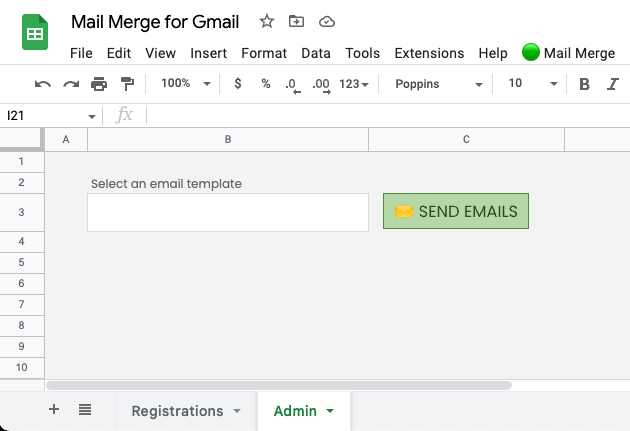 Mail Merge for Gmail
File Edit View Insert Format Data Tools Extensions Help Mail Merge
100% $ % .0 .00 123 Poppins 10 B I
I21 fx
A B C
1
2 Select an email template
3 SEND EMAILS
4
5
6
7
8
9
10
+ Registrations Admin